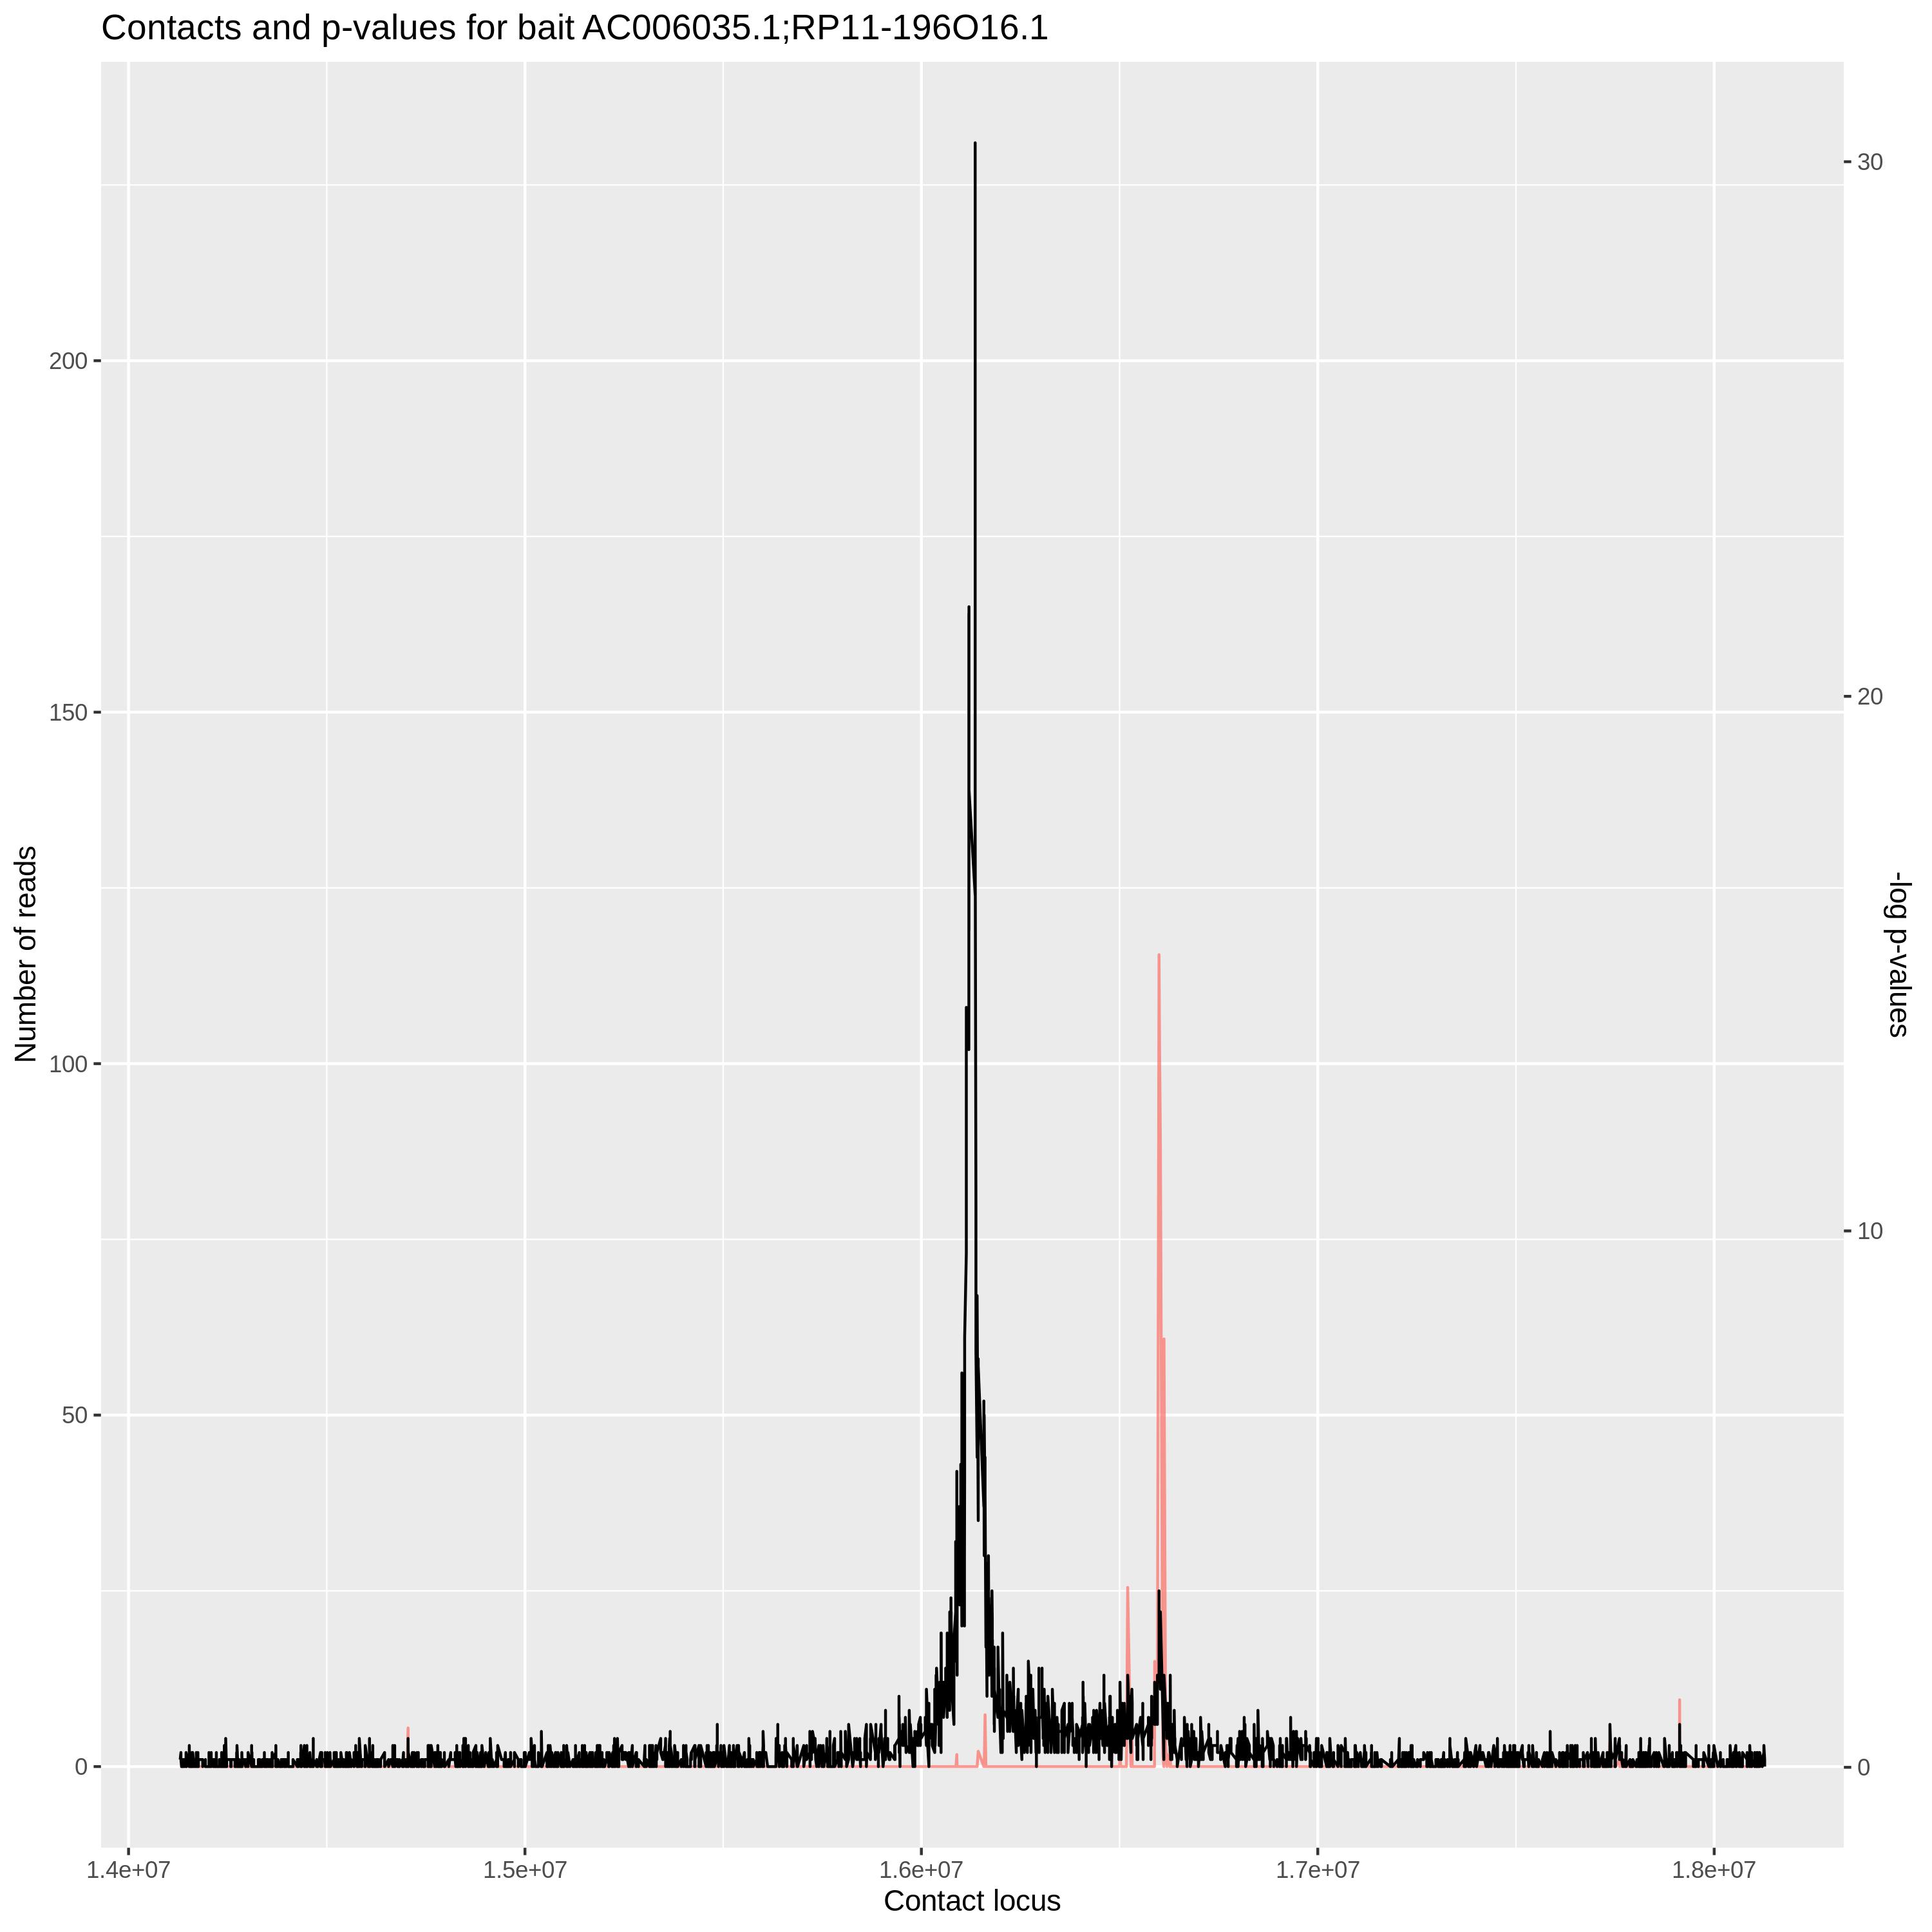 Contacts and p-values for bait AC006035.1;RP11-196O16.1
Number of reads
200
150
100
50
0
30
20
10
0
-log p-values
1.4e+07 1.5e+07 1.6e+07 1.7e+07 1.8e+07
Contact locus